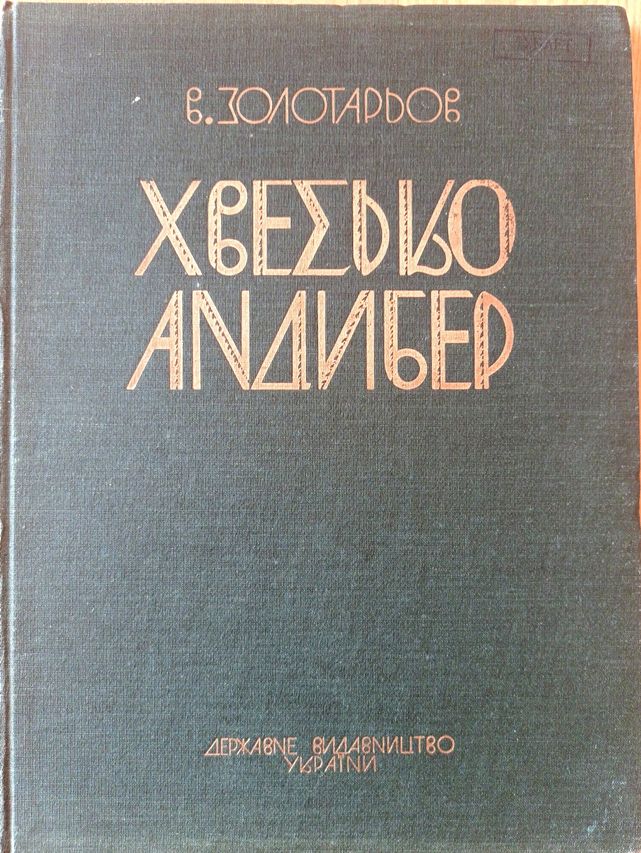 В. ЗОЛОТАРЬОВ
ХВЕСЬКО
АНДИБЕР
ДЕРЖАВНЕ ВИДАВНИЦТВО
УКРАЇНИ